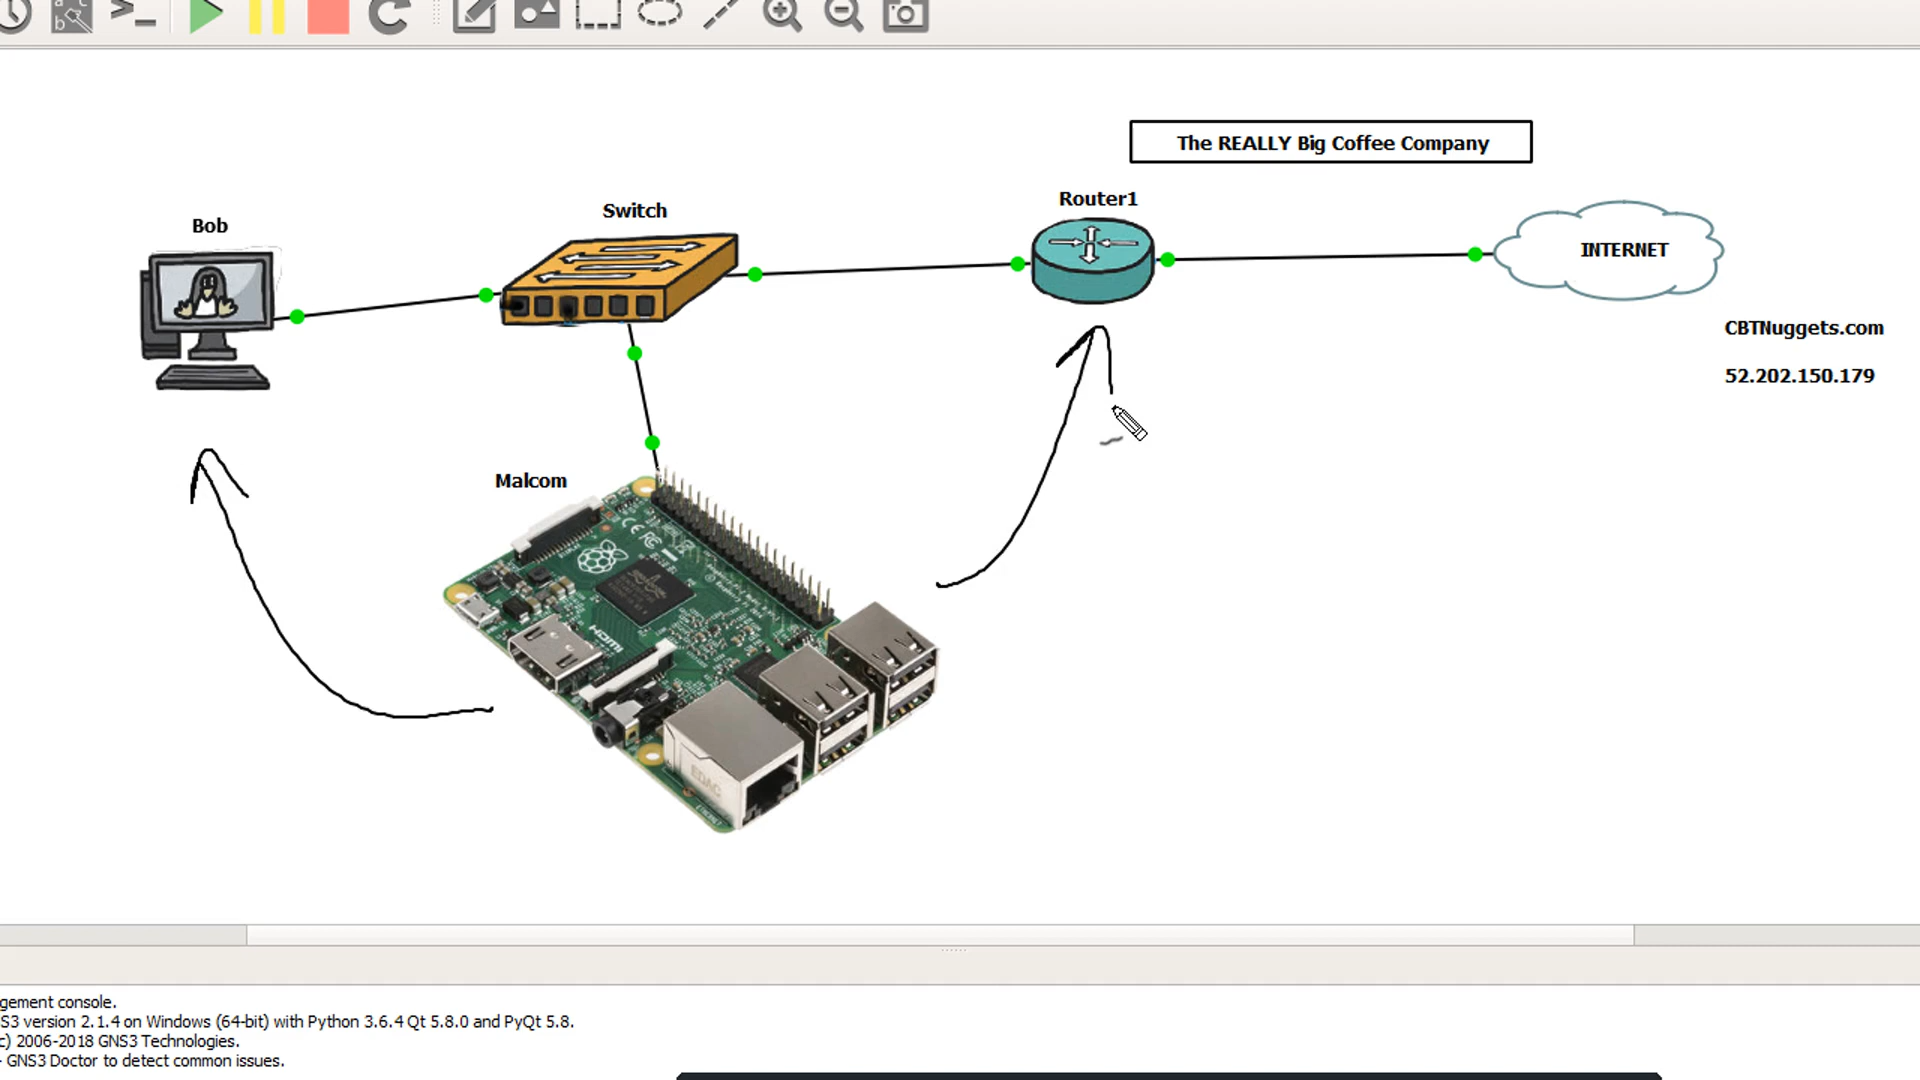 The REALLY Big Coffee Company
Router1
Switch
Bob
INTERNET
CBTNuggets.com
52.202.150.179
Malcom
HDMI
EDAC
gement console.
S3 version 2.1.4 on Windows (64-bit) with Python 3.6.4 Qt 5.8.0 and PyQt 5.8.
c) 2006-2018 GNS3 Technologies.
- GNS3 Doctor to detect common issues.